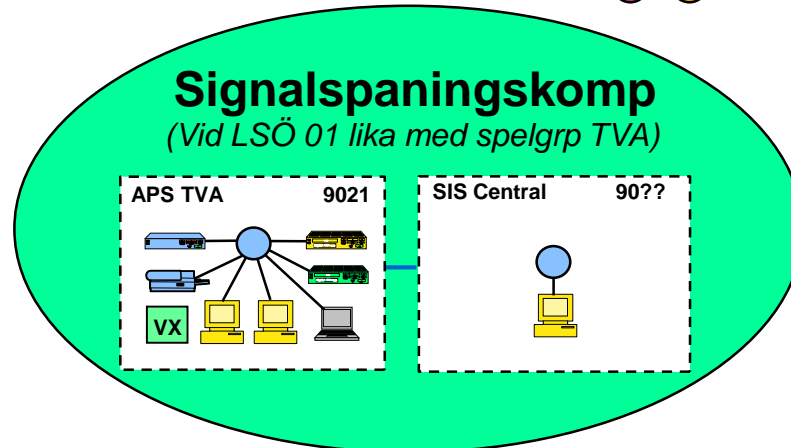 Signalspaningskomp
(Vid LSÖ 01 lika med spelgrp TVA)
APS TVA 9021
SIS Central 90??
VX